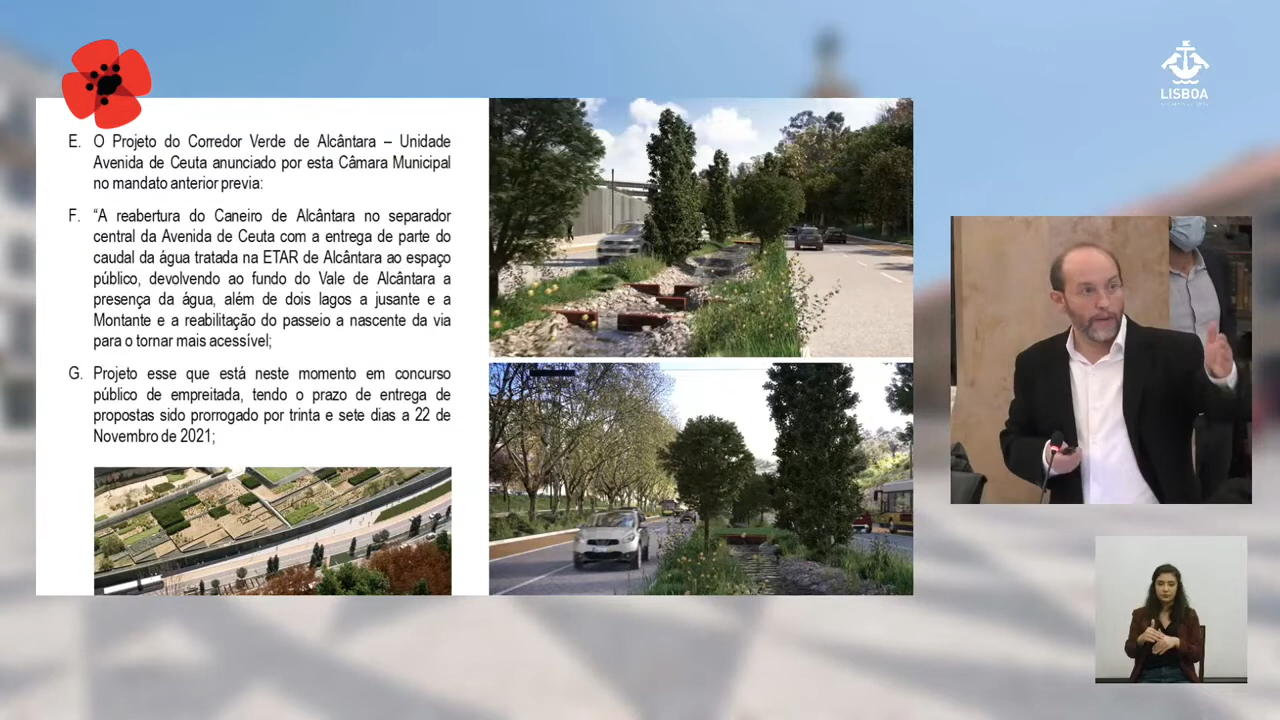 LISBOA
E. O Projeto do Corredor Verde de Alcântara – Unidade
Avenida de Ceuta anunciado por esta Câmara Municipal
no mandato anterior previa:
F. “A reabertura do Caneiro de Alcântara no separador
central da Avenida de Ceuta com a entrega de parte do
caudal da água tratada na ETAR de Alcântara ao espaço
público, devolvendo ao fundo do Vale de Alcântara a
presença da água, além de dois lagos a jusante e a
Montante e a reabilitação do passeio a nascente da via
para o tornar mais acessível;
G. Projeto esse que está neste momento em concurso
público de empreitada, tendo o prazo de entrega de
propostas sido prorrogado por trinta e sete dias a 22 de
Novembro de 2021;